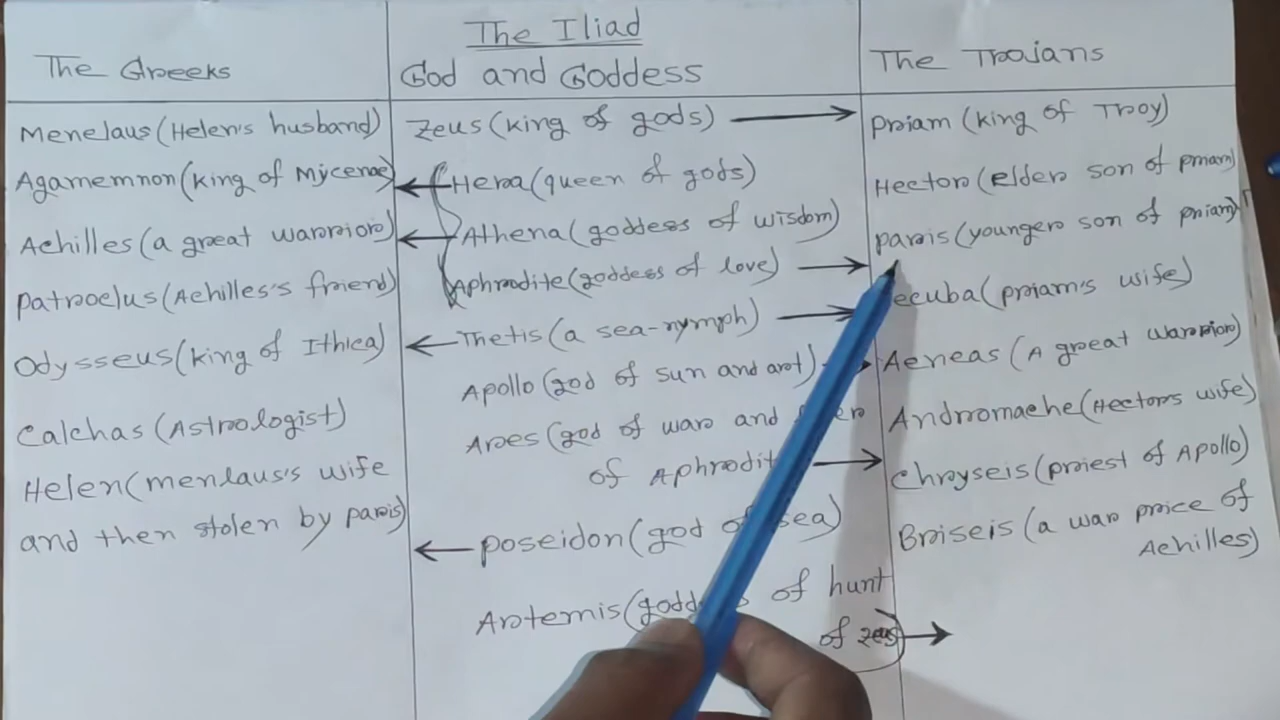 The Iliad
The Greeks
God and Goddess
The Trojans
Menelaus (Helen's husband)
Agamemnon (King of Mycenae)
Achilles (a great warrior)
Patroclus (Achilles's friend)
Odysseus (King of Ithica)
Calchas (Astrologist)
Helen (menlaus's wife
and then stolen by paris)
Zeus (King of gods)
Hera (queen of gods)
Athena (goddess of wisdom)
Aphrodite (goddess of love)
Thetis (a sea-nymph)
Apollo (god of sun and art)
Ares (god of war and
of Aphrodit
poseidon (god of sea)
Artemis (godd of hunt
of zeus)
priam (king of Troy)
Hector (elder son of priam)
paris (younger son of priam)
ecuba (priam's wife)
Aeneas (A great warrior)
Andromache (Hector's wife)
Chryseis (priest of Apollo)
Briseis (a war price of
Achilles)